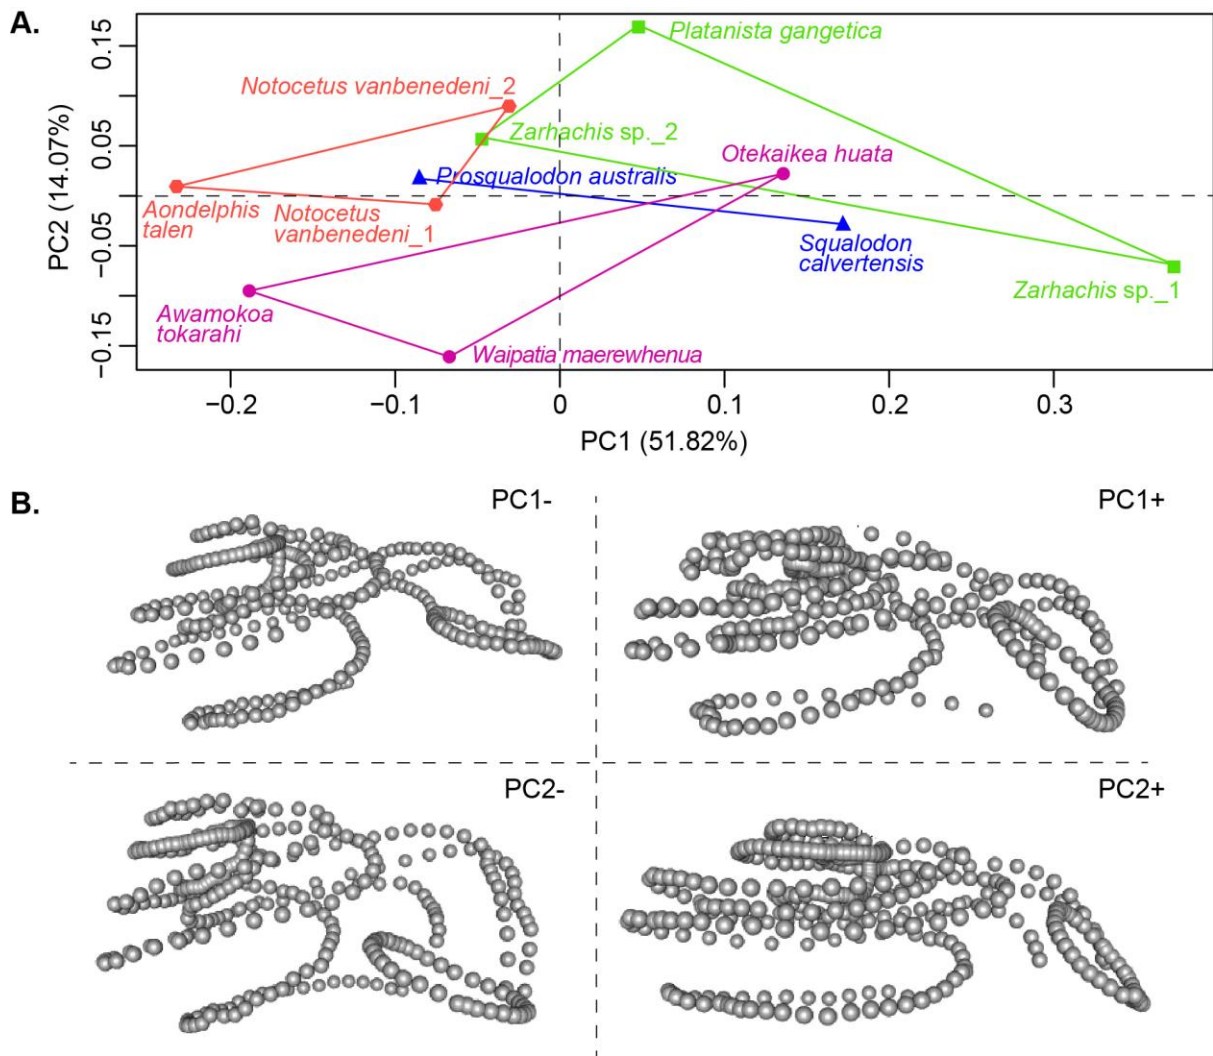 A.
Platanista gangetica
Notocetus vanbenedeni_2
Zarhachis sp._2
Otekaikea huata
Prosqualodon australis
Aondelphis
talen
Notocetus
vanbenedeni_1
Squalodon
calvertensis
Zarhachis sp._1
Awamokoa
tokarahi
Waipatia maerewhenua
PC2 (14.07%)
0.15
0.05
−0.05
−0.15
−0.2
−0.1
0
0.1
0.2
0.3
PC1 (51.82%)
B.
PC1-
PC1+
PC2-
PC2+